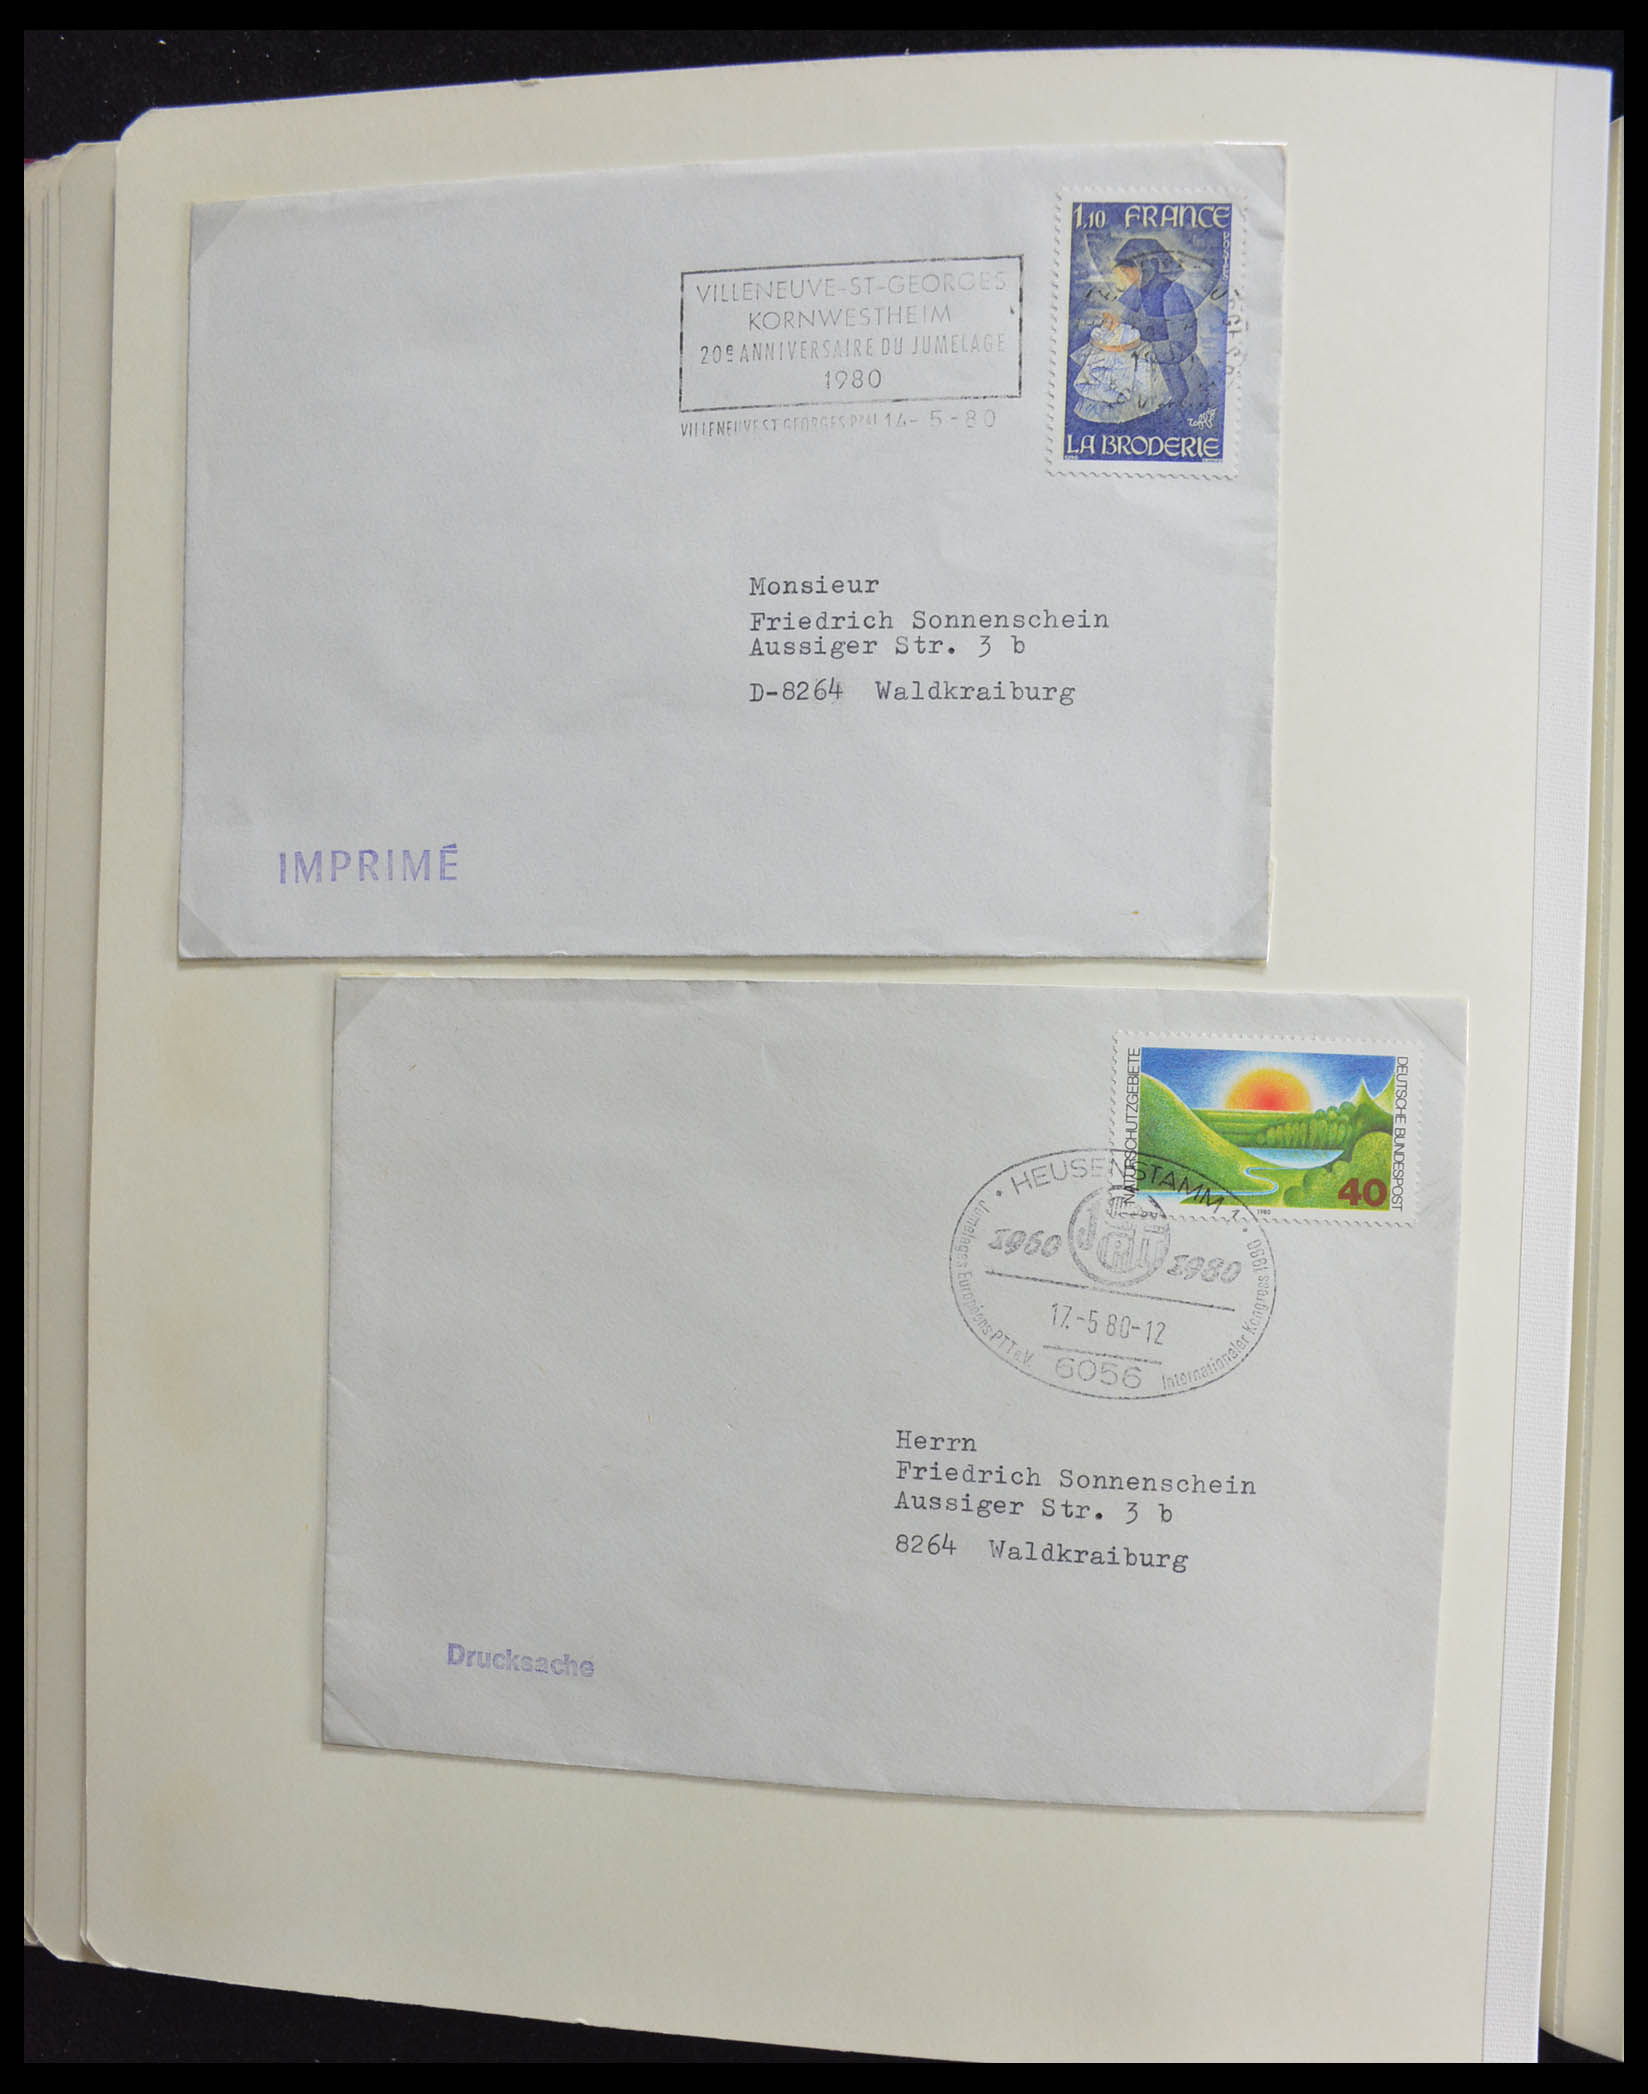 VILLENEUVE-ST-GEORGES
KORNWESTHEIM
20e ANNIVERSAIRE DU JUMELAGE
1980
VILLENEUVE ST GEORGES PPAL 14-5-80
1,10 FRANCE
POSTES
LA BRODERIE
Monsieur
Friedrich Sonnenschein
Aussiger Str. 3 b
D-8264 Waldkraiburg
IMPRIMÉ
NATURSCHUTZGEBIETE
DEUTSCHE BUNDESPOST
40
1980
HEUSENSTAMM 1
1960
1980
Jumelages Européens PTT e.V.
Internationaler Kongress 1980
17.-5 80-12
6056
Herrn
Friedrich Sonnenschein
Aussiger Str. 3 b
8264 Waldkraiburg
Drucksache